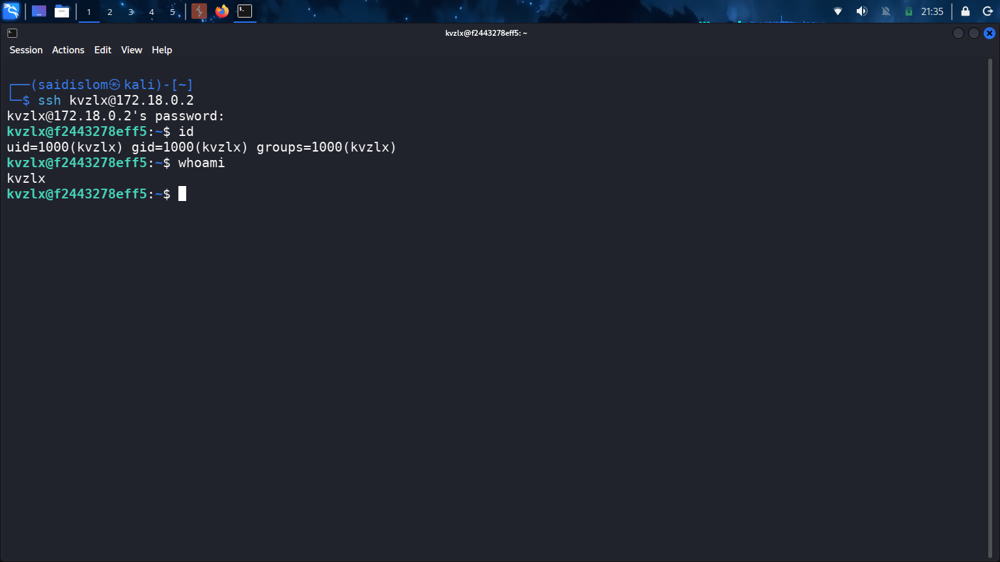 1 2 3 4 5 21:35
kvzlx@f2443278eff5: ~
Session Actions Edit View Help
┌──(saidislom㉿kali)-[~]
└─$ ssh kvzlx@172.18.0.2
kvzlx@172.18.0.2's password:
kvzlx@f2443278eff5:~$ id
uid=1000(kvzlx) gid=1000(kvzlx) groups=1000(kvzlx)
kvzlx@f2443278eff5:~$ whoami
kvzlx
kvzlx@f2443278eff5:~$